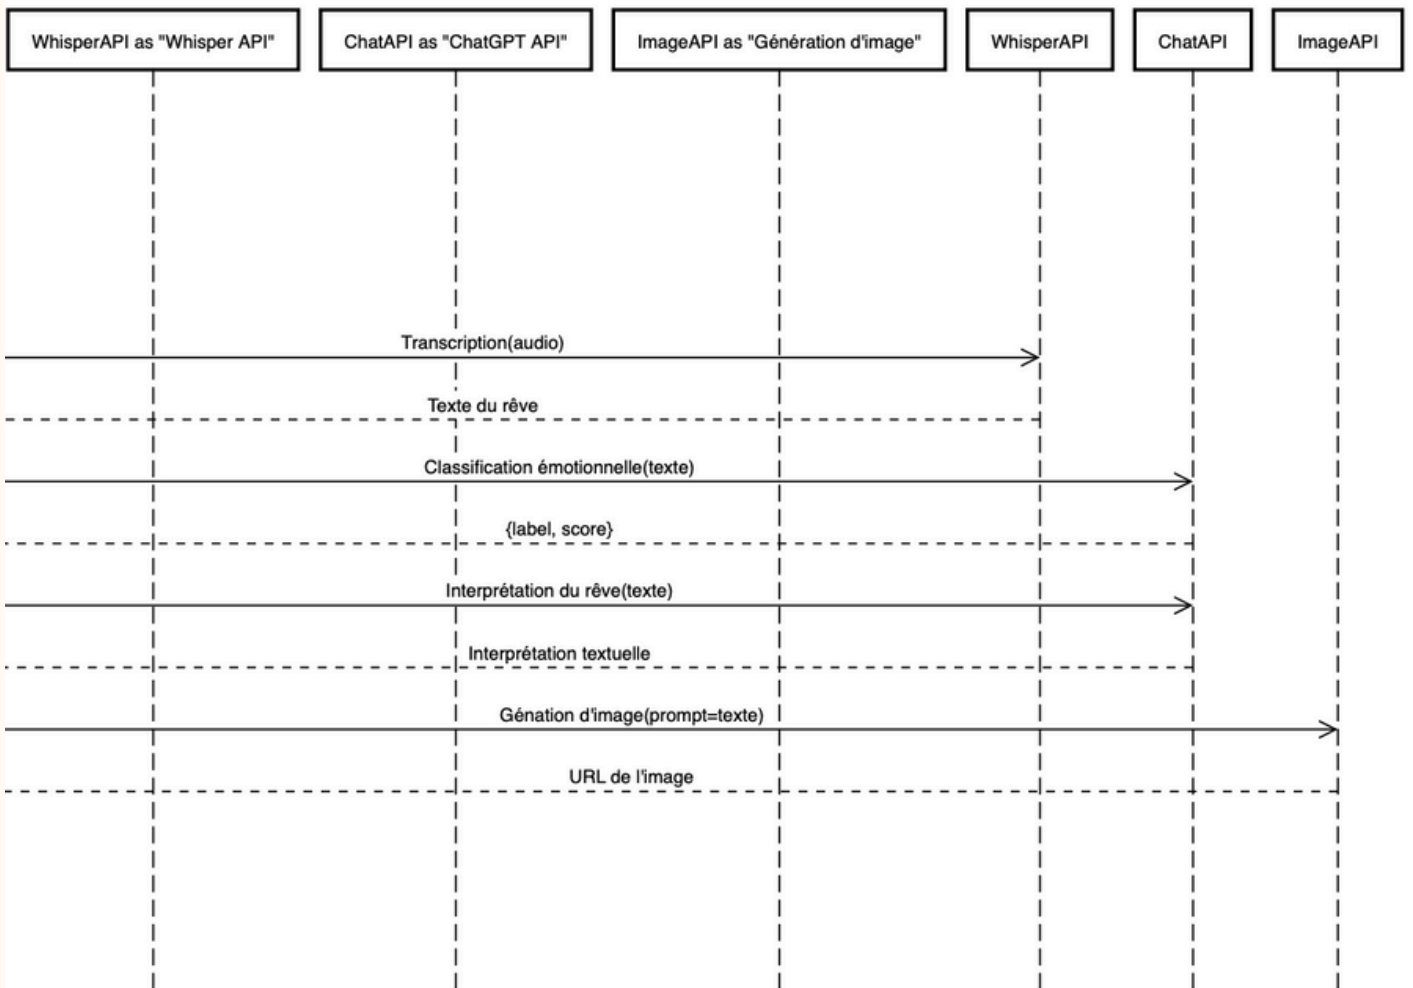 WhisperAPI as "Whisper API"
ChatAPI as "ChatGPT API"
ImageAPI as "Génération d'image"
WhisperAPI
ChatAPI
ImageAPI
Transcription(audio)
Texte du rêve
Classification émotionnelle(texte)
{label, score}
Interprétation du rêve(texte)
Interprétation textuelle
Génation d'image(prompt=texte)
URL de l'image